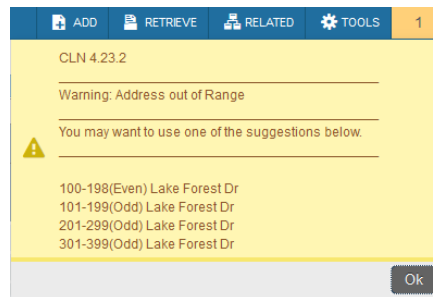 ADD RETRIEVE RELATED TOOLS 1
CLN 4.23.2
Warning: Address out of Range
You may want to use one of the suggestions below.
100-198(Even) Lake Forest Dr
101-199(Odd) Lake Forest Dr
201-299(Odd) Lake Forest Dr
301-399(Odd) Lake Forest Dr
Ok